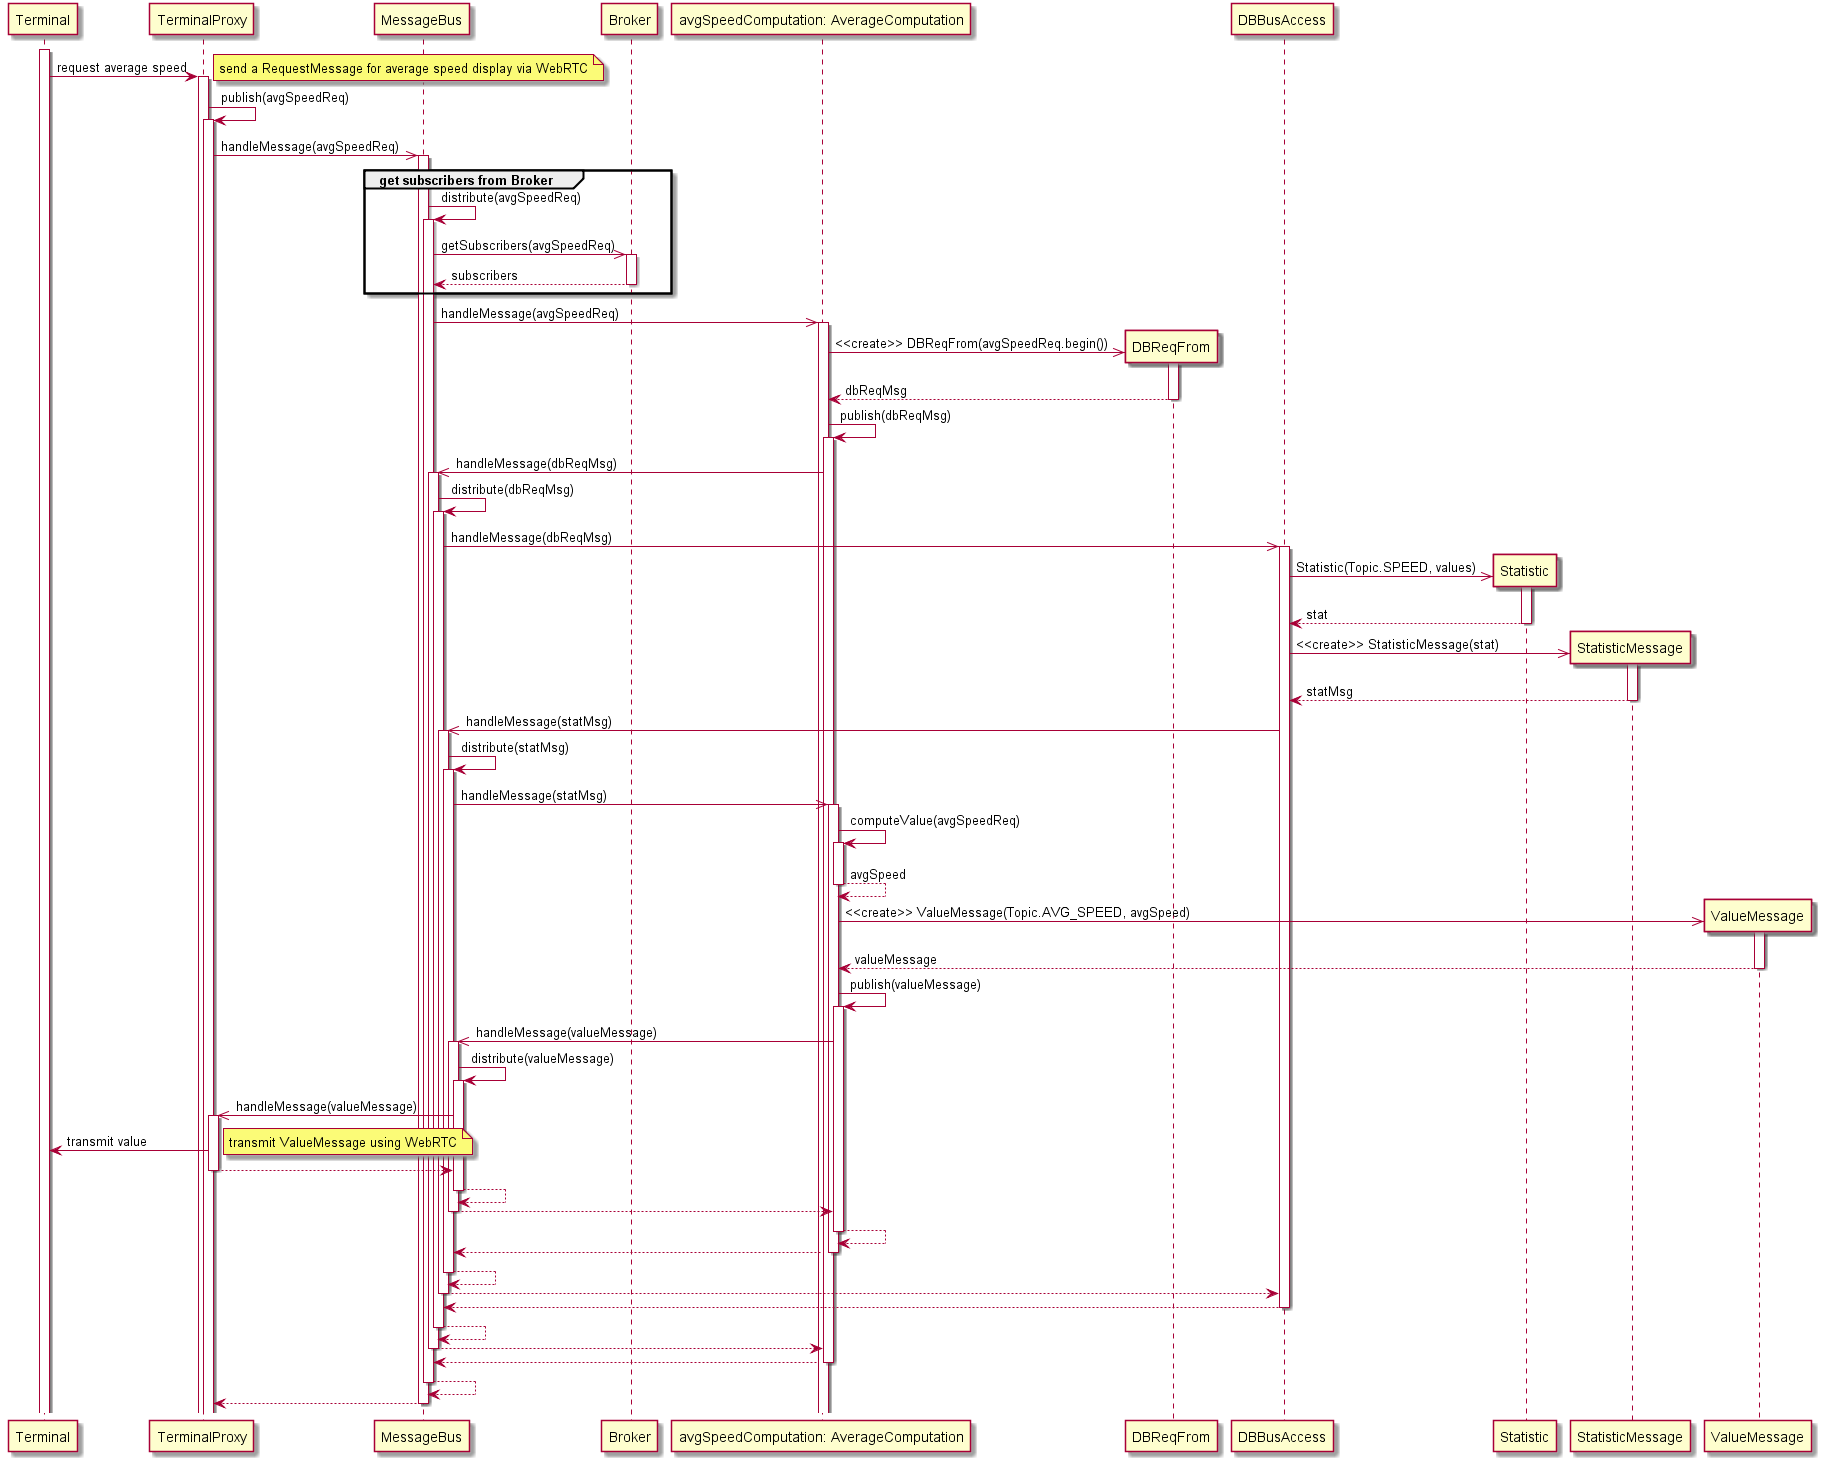 Terminal
TerminalProxy
MessageBus
Broker
avgSpeedComputation: AverageComputation
DBBusAccess
request average speed
send a RequestMessage for average speed display via WebRTC
publish(avgSpeedReq)
handleMessage(avgSpeedReq)
get subscribers from Broker
distribute(avgSpeedReq)
getSubscribers(avgSpeedReq)
subscribers
handleMessage(avgSpeedReq)
<<create>> DBReqFrom(avgSpeedReq.begin())
DBReqFrom
dbReqMsg
publish(dbReqMsg)
handleMessage(dbReqMsg)
distribute(dbReqMsg)
handleMessage(dbReqMsg)
Statistic(Topic.SPEED, values)
Statistic
stat
<<create>> StatisticMessage(stat)
StatisticMessage
statMsg
handleMessage(statMsg)
distribute(statMsg)
handleMessage(statMsg)
computeValue(avgSpeedReq)
avgSpeed
<<create>> ValueMessage(Topic.AVG_SPEED, avgSpeed)
ValueMessage
valueMessage
publish(valueMessage)
handleMessage(valueMessage)
distribute(valueMessage)
handleMessage(valueMessage)
transmit value
transmit ValueMessage using WebRTC
Terminal
TerminalProxy
MessageBus
Broker
avgSpeedComputation: AverageComputation
DBReqFrom
DBBusAccess
Statistic
StatisticMessage
ValueMessage